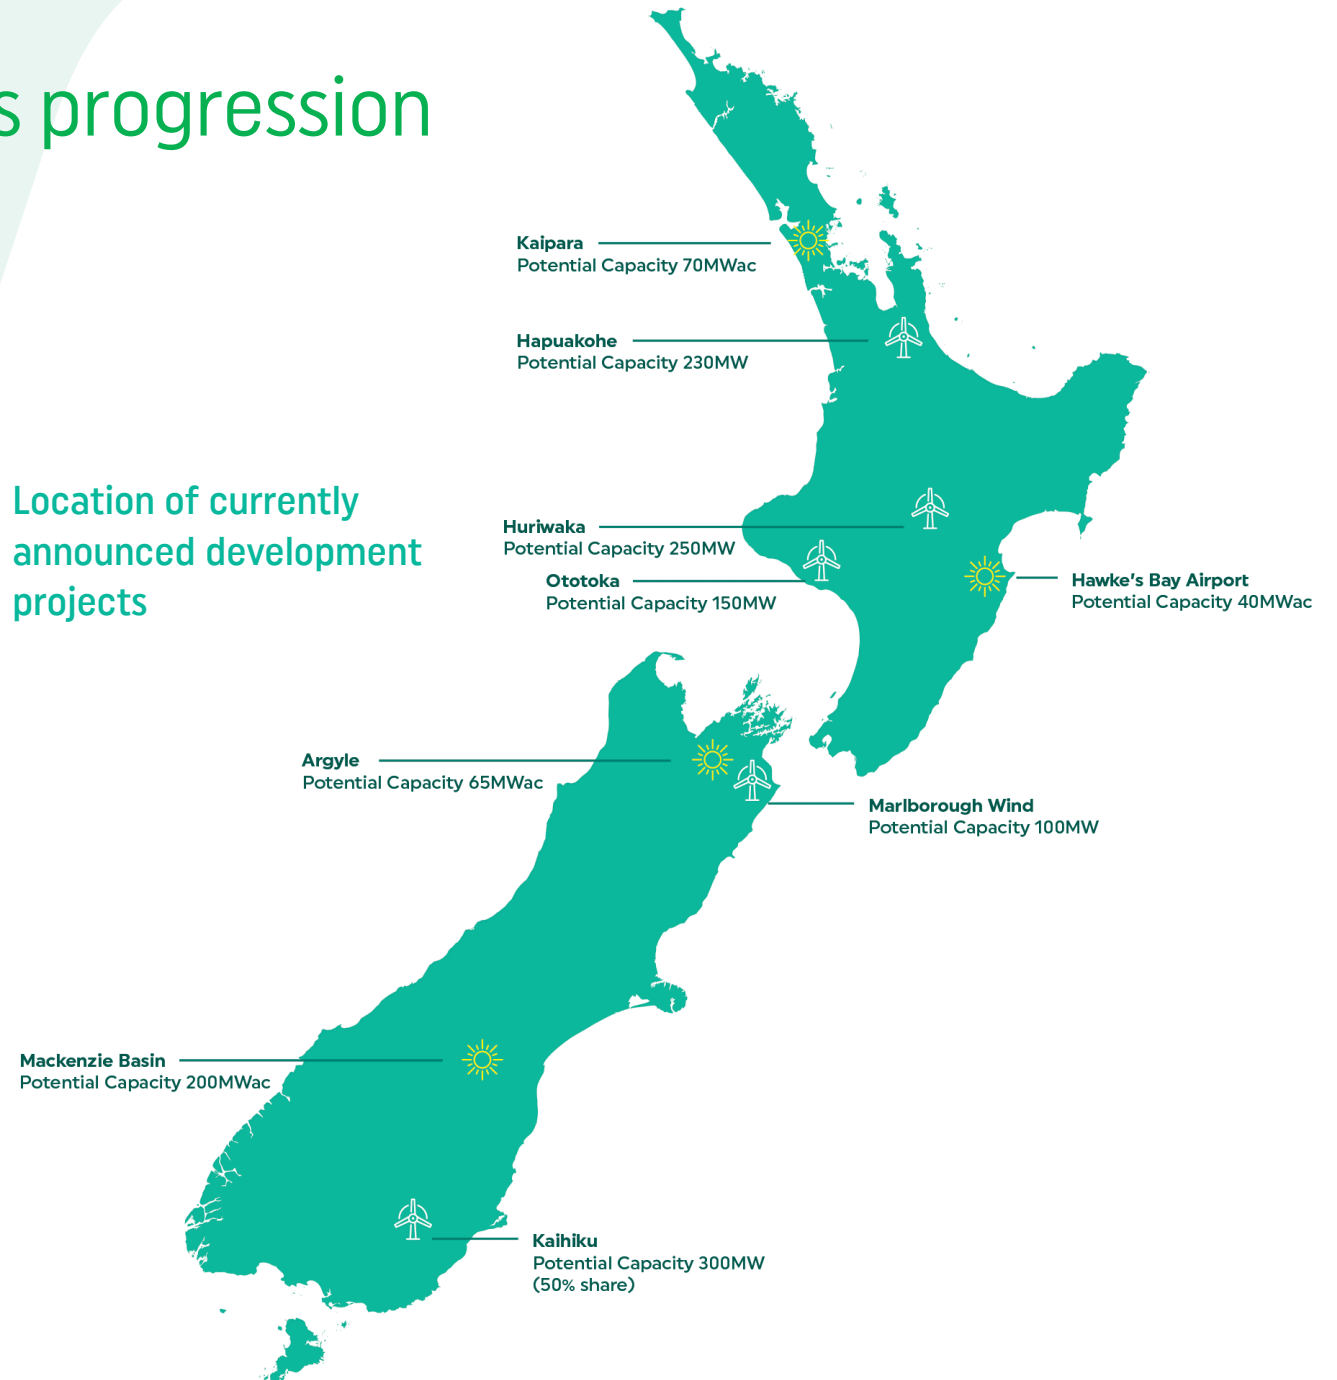 s progression
Kaipara
Potential Capacity 70MWac
Hapuakohe
Potential Capacity 230MW
Location of currently
announced development
projects
Huriwaka
Potential Capacity 250MW
Ototoka
Potential Capacity 150MW
Hawke's Bay Airport
Potential Capacity 40MWac
Argyle
Potential Capacity 65MWac
Marlborough Wind
Potential Capacity 100MW
Mackenzie Basin
Potential Capacity 200MWac
Kaihiku
Potential Capacity 300MW
(50% share)